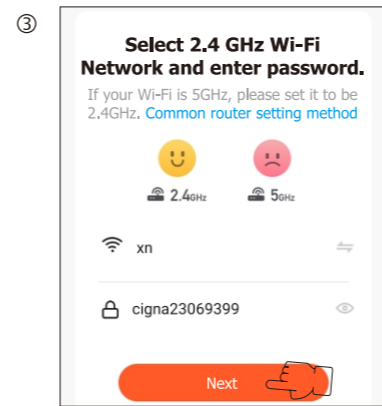 ③
Select 2.4 GHz Wi-Fi
Network and enter password.
If your Wi-Fi is 5GHz, please set it to be
2.4GHz. Common router setting method
2.4GHz 5GHz
xn
cigna23069399
Next